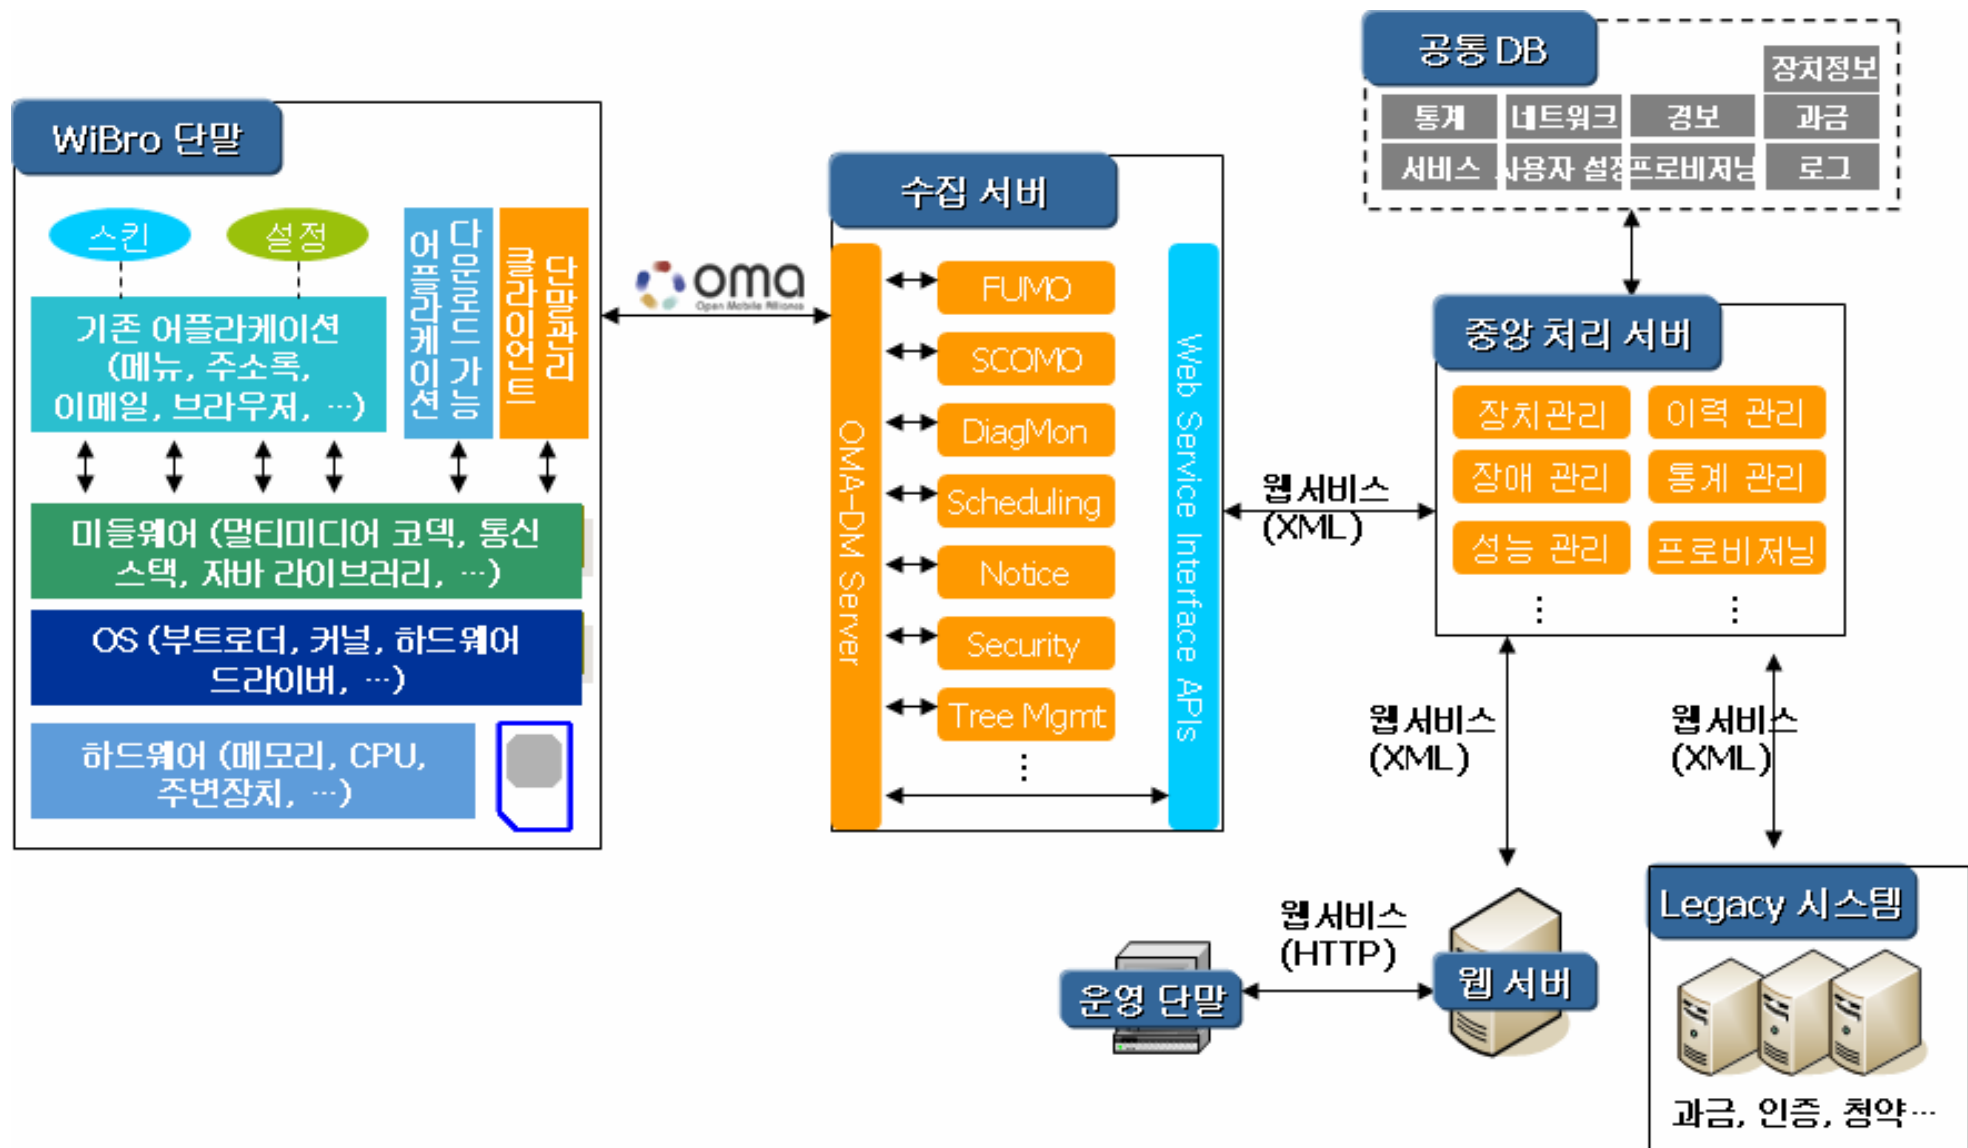 WiBro 단말
스킨
설정
기존 어플라케이션
(메뉴, 주소록,
이메일, 브라우저, …)
다운로드 가능
어플라케이션
단말관리
클라이언트
미들웨어 (멀티미디어 코덱, 통신
스택, 자바 라이브러리, …)
OS (부트로더, 커널, 하드웨어
드라이버, …)
하드웨어 (메모리, CPU,
주변장치, …)
oma
Open Mobile Alliance
수집 서버
OMA-DM Server
FUMO
SCOMO
DiagMon
Scheduling
Notice
Security
Tree Mgmt
⋮
Web Service Interface APIs
웹 서비스
(XML)
공통 DB
장치정보
통계
네트워크
경보
과금
서비스
사용자 설정
프로비저닝
로그
중앙 처리 서버
장치관리
이력 관리
장애 관리
통계 관리
성능 관리
프로비저닝
⋮
⋮
웹 서비스
(XML)
웹 서비스
(XML)
운영 단말
웹 서비스
(HTTP)
웹 서버
Legacy 시스템
과금, 인증, 청약…